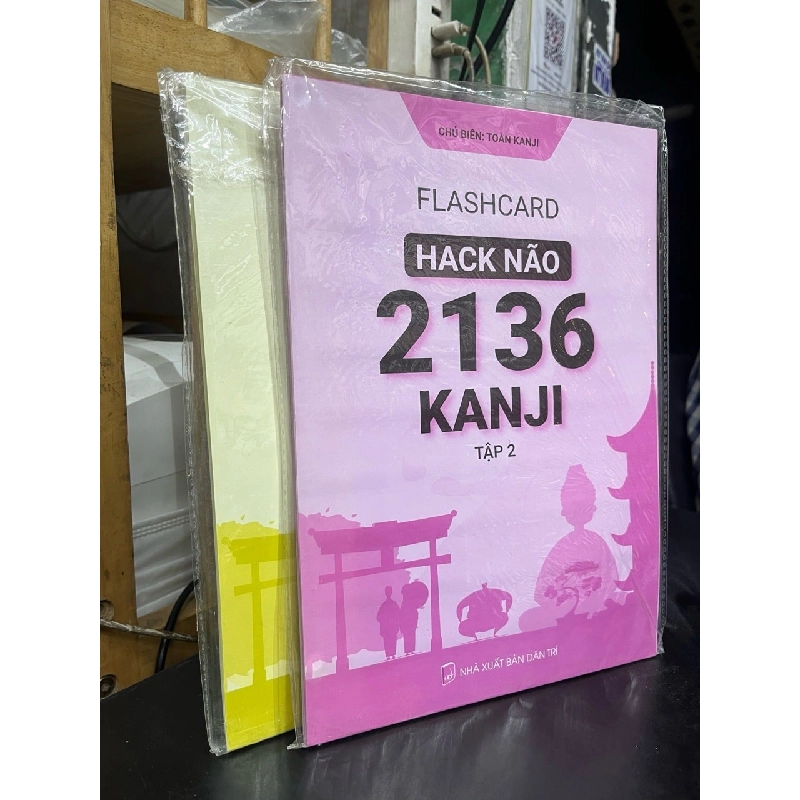 CHỦ BIÊN: TOÀN KANJI
FLASHCARD
HACK NÃO
2136
KANJI
TẬP 2
NHÀ XUẤT BẢN DÂN TRÍ